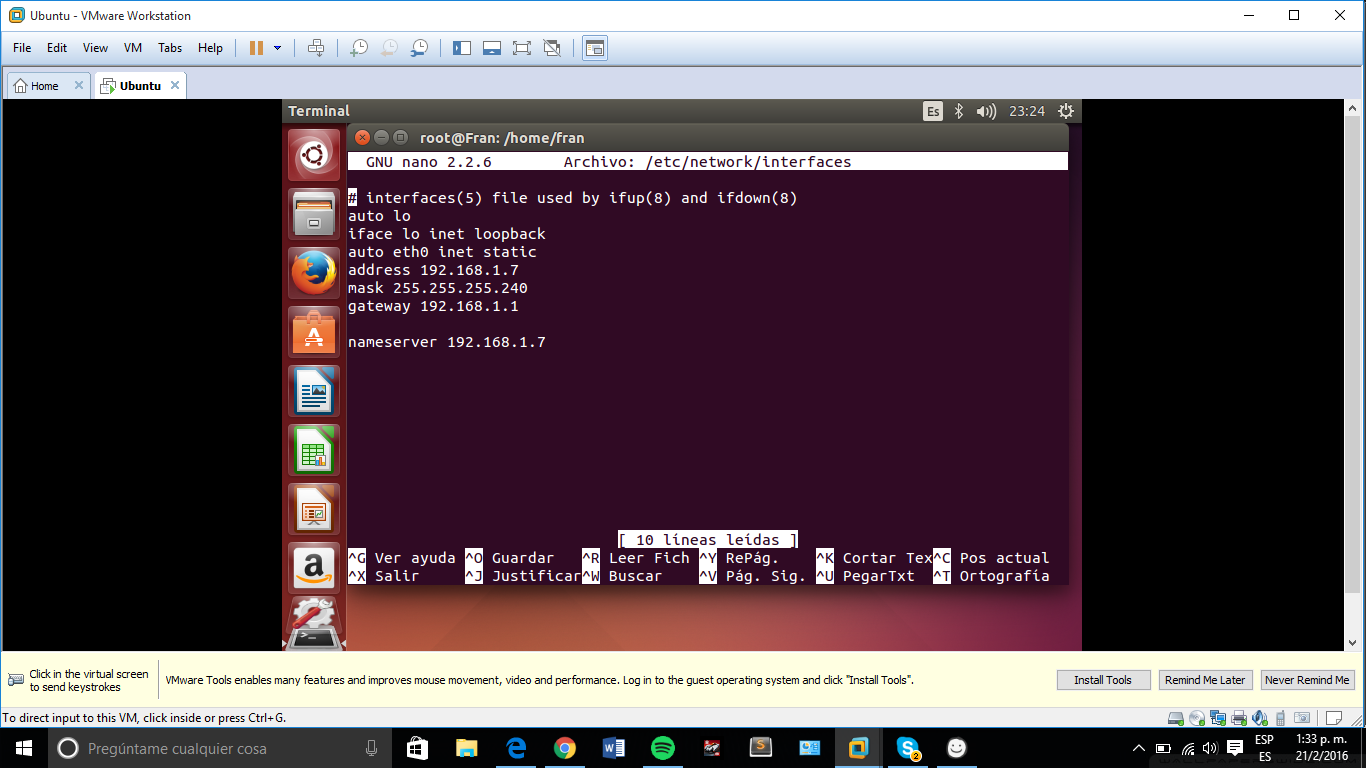 Ubuntu - VMware Workstation
File Edit View VM Tabs Help
Home Ubuntu
Terminal Es 23:24
root@Fran: /home/fran
GNU nano 2.2.6 Archivo: /etc/network/interfaces
# interfaces(5) file used by ifup(8) and ifdown(8)
auto lo
iface lo inet loopback
auto eth0 inet static
address 192.168.1.7
mask 255.255.255.240
gateway 192.168.1.1
nameserver 192.168.1.7
[ 10 líneas leídas ]
^G Ver ayuda ^O Guardar ^R Leer Fich ^Y RePág. ^K Cortar Tex^C Pos actual
^X Salir ^J Justificar^W Buscar ^V Pág. Sig. ^U PegarTxt ^T Ortografía
Click in the virtual screen
to send keystrokes
VMware Tools enables many features and improves mouse movement, video and performance. Log in to the guest operating system and click "Install Tools".
Install Tools Remind Me Later Never Remind Me
To direct input to this VM, click inside or press Ctrl+G.
Pregúntame cualquier cosa
2
ESP
ES
1:33 p. m.
21/2/2016